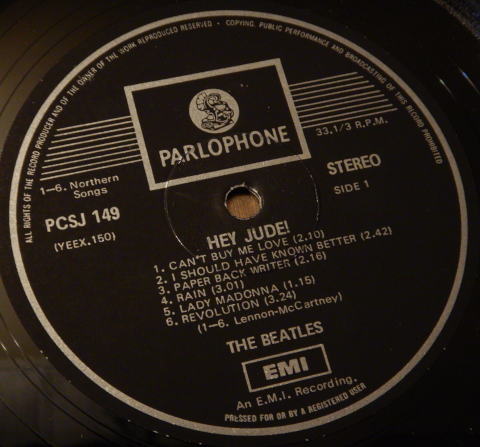 ALL RIGHTS OF THE RECORD PRODUCER AND OF THE OWNER OF THE WORK REPRODUCED RESERVED • COPYING, PUBLIC PERFORMANCE AND BROADCASTING OF THIS RECORD PROHIBITED
PARLOPHONE
33.1/3 R.P.M.
1-6. Northern
Songs
STEREO
PCSJ 149
SIDE 1
(YEEX.150)
HEY JUDE!
1. CAN'T BUY ME LOVE (2.10)
2. I SHOULD HAVE KNOWN BETTER (2.42)
3. PAPER BACK WRITER (2.16)
4. RAIN (3.01)
5. LADY MADONNA (1.15)
6. REVOLUTION (3.24)
(1-6. Lennon-McCartney)
THE BEATLES
EMI
An E.M.I. Recording.
PRESSED FOR OR BY A REGISTERED USER